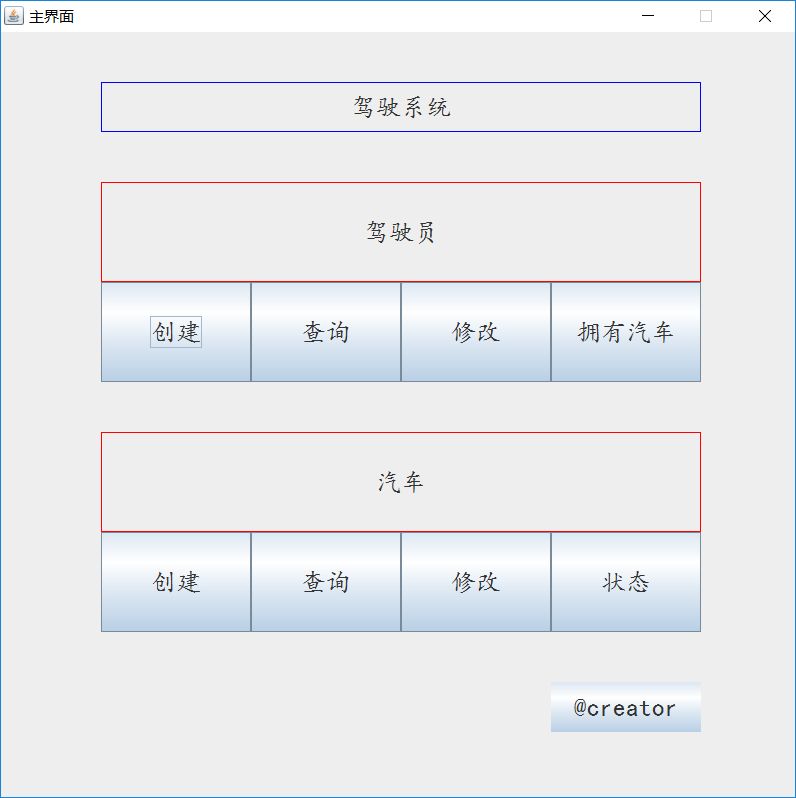 主界面
驾驶系统
驾驶员
创建 查询 修改 拥有汽车
汽车
创建 查询 修改 状态
@creator